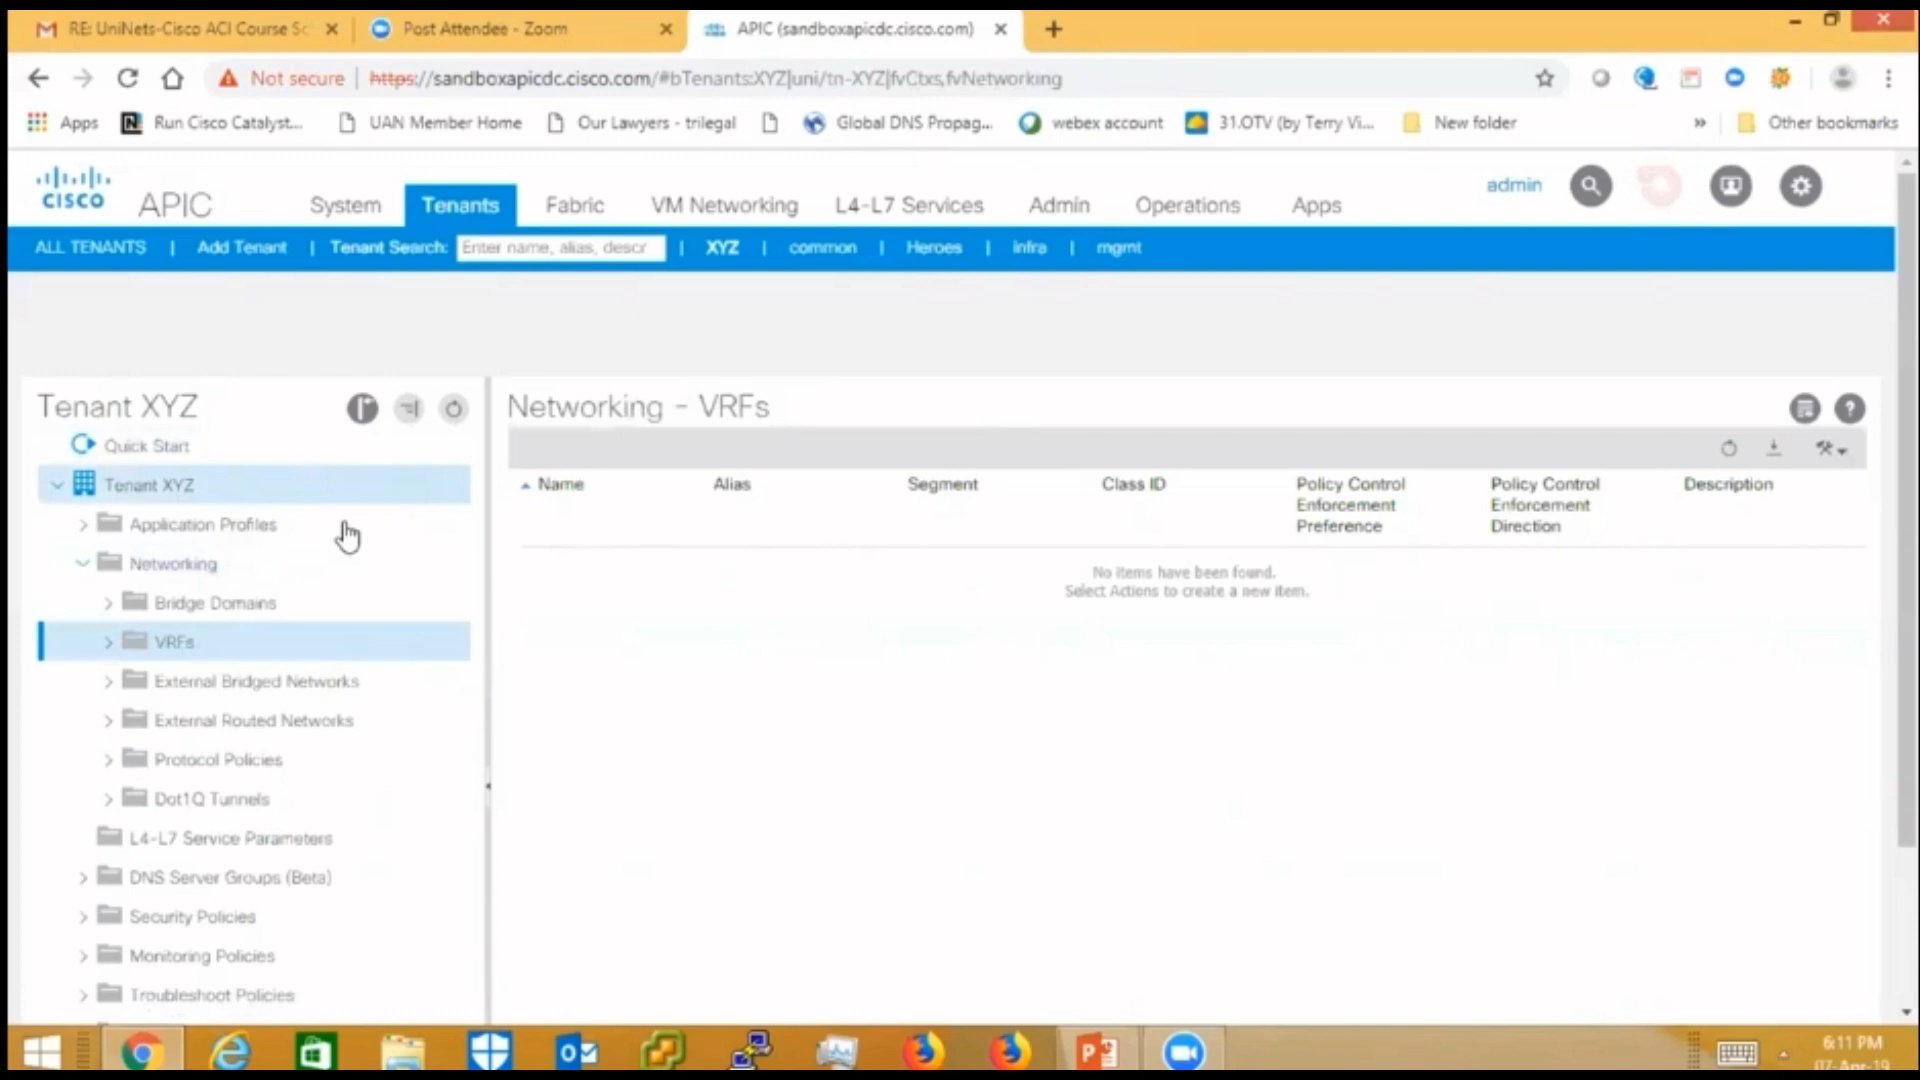 RE: UniNets-Cisco ACI Course Sc
Post Attendee - Zoom
APIC (sandboxapicdc.cisco.com)
Not secure | https://sandboxapicdc.cisco.com/#bTenants:XYZ|uni/tn-XYZ|fvCtxs,fvNetworking
Apps
Run Cisco Catalyst...
UAN Member Home
Our Lawyers - trilegal
Global DNS Propag...
webex account
31.OTV (by Terry Vi...
New folder
»
Other bookmarks
CISCO
APIC
System
Tenants
Fabric
VM Networking
L4-L7 Services
Admin
Operations
Apps
admin
ALL TENANTS | Add Tenant | Tenant Search: Enter name, alias, descr | XYZ | common | Heroes | infra | mgmt
Tenant XYZ
Quick Start
Tenant XYZ
Application Profiles
Networking
Bridge Domains
VRFs
External Bridged Networks
External Routed Networks
Protocol Policies
Dot1Q Tunnels
L4-L7 Service Parameters
DNS Server Groups (Beta)
Security Policies
Monitoring Policies
Troubleshoot Policies
Networking - VRFs
Name
Alias
Segment
Class ID
Policy Control
Enforcement
Preference
Policy Control
Enforcement
Direction
Description
No items have been found.
Select Actions to create a new item.
6:11 PM
07-Apr-19